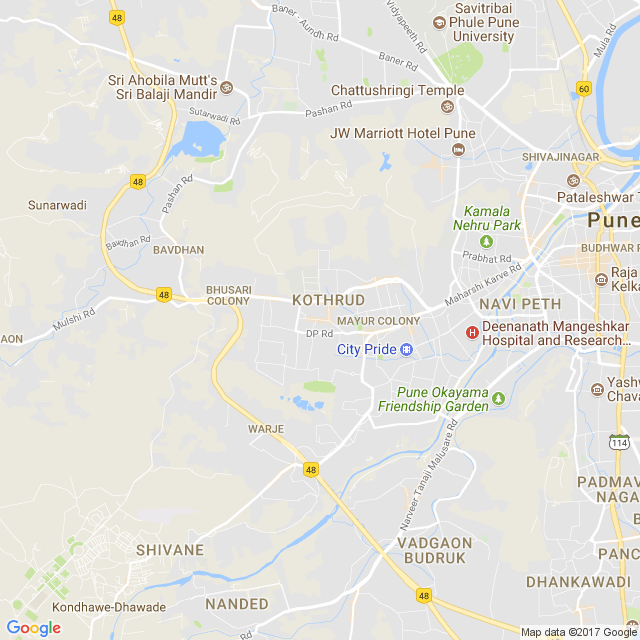 Savitribai
Phule Pune
University
Vidyapeeth Rd
Mula Rd
48
Baner - Aundh Rd
Baner Rd
Sri Ahobila Mutt's
Sri Balaji Mandir
Chattushringi Temple
60
Sularwadi Rd
Pashan Rd
JW Marriott Hotel Pune
SHIVAJINAGAR
48
Pashan Rd
Sunarwadi
Pataleshwar T
Kamala
Nehru Park
Pune
Bavdhan Rd
BAVDHAN
Prabhat Rd
BUDHWAR P
Maharshi Karve Rd
Raja
Kelka
48
BHUSARI
COLONY
KOTHRUD
NAVI PETH
Mulshi Rd
MAYUR COLONY
AON
DP Rd
Deenanath Mangeshkar
Hospital and Research...
City Pride
Yashw
Chava
Pune Okayama
Friendship Garden
WARJE
114
48
Narveer Tanaji Malusare Rd
PADMAV
NAGA
SHIVANE
VADGAON
BUDRUK
B
PANC
DHANKAWADI
Kondhawe-Dhawade
NANDED
48
Rd
Google
Map data ©2017 Google